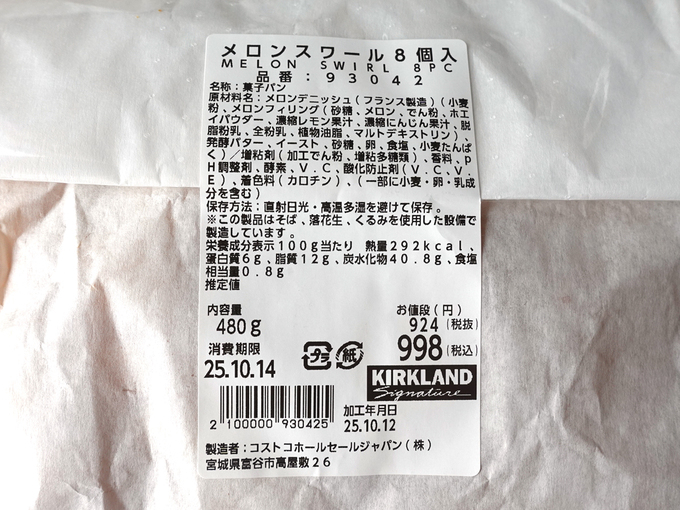 メロンスワール8個入
MELON SWIRL 8PC
品番:93042
名称:菓子パン
原材料名:メロンデニッシュ(フランス製造)(小麦
粉、メロンフィリング(砂糖、メロン、でん粉、ホエ
イパウダー、濃縮レモン果汁、濃縮にんじん果汁、脱
脂粉乳、全粉乳、植物油脂、マルトデキストリン)、
発酵バター、イースト、砂糖、卵、食塩、小麦たんぱ
く)/増粘剤(加工でん粉、増粘多糖類)、香料、p
H調整剤、酵素、V.C、酸化防止剤(V.C、V.
E)、着色料(カロチン)、(一部に小麦・卵・乳成
分を含む)
保存方法:直射日光・高温多湿を避けて保存。
※この製品はそば、落花生、くるみを使用した設備で
製造しています。
栄養成分表示100g当たり 熱量292kcal、
蛋白質6g、脂質12g、炭水化物40.8g、食塩
相当量0.8g
推定値
内容量 お値段(円)
480g 924(税抜)
消費期限 プラ 紙 998(税込)
25.10.14 KIRKLAND
Signature
2 100000 930425
加工年月日
25.10.12
製造者:コストコホールセールジャパン(株)
宮城県富谷市高屋敷26